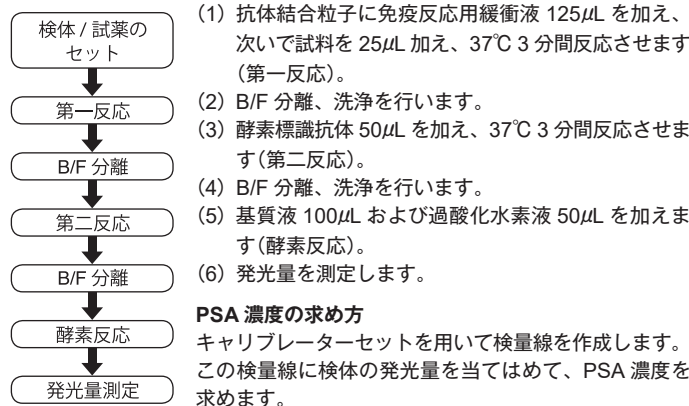 検体 / 試薬の
セット
第一反応
B/F 分離
第二反応
B/F 分離
酵素反応
発光量測定
(1) 抗体結合粒子に免疫反応用緩衝液 125μL を加え、
次いで試料を 25μL 加え、37℃ 3 分間反応させます
(第一反応)。
(2) B/F 分離、洗浄を行います。
(3) 酵素標識抗体 50μL を加え、37℃ 3 分間反応させま
す(第二反応)。
(4) B/F 分離、洗浄を行います。
(5) 基質液 100μL および過酸化水素液 50μL を加えま
す(酵素反応)。
(6) 発光量を測定します。
PSA 濃度の求め方
キャリブレーターセットを用いて検量線を作成します。
この検量線に検体の発光量を当てはめて、PSA 濃度を
求めます。